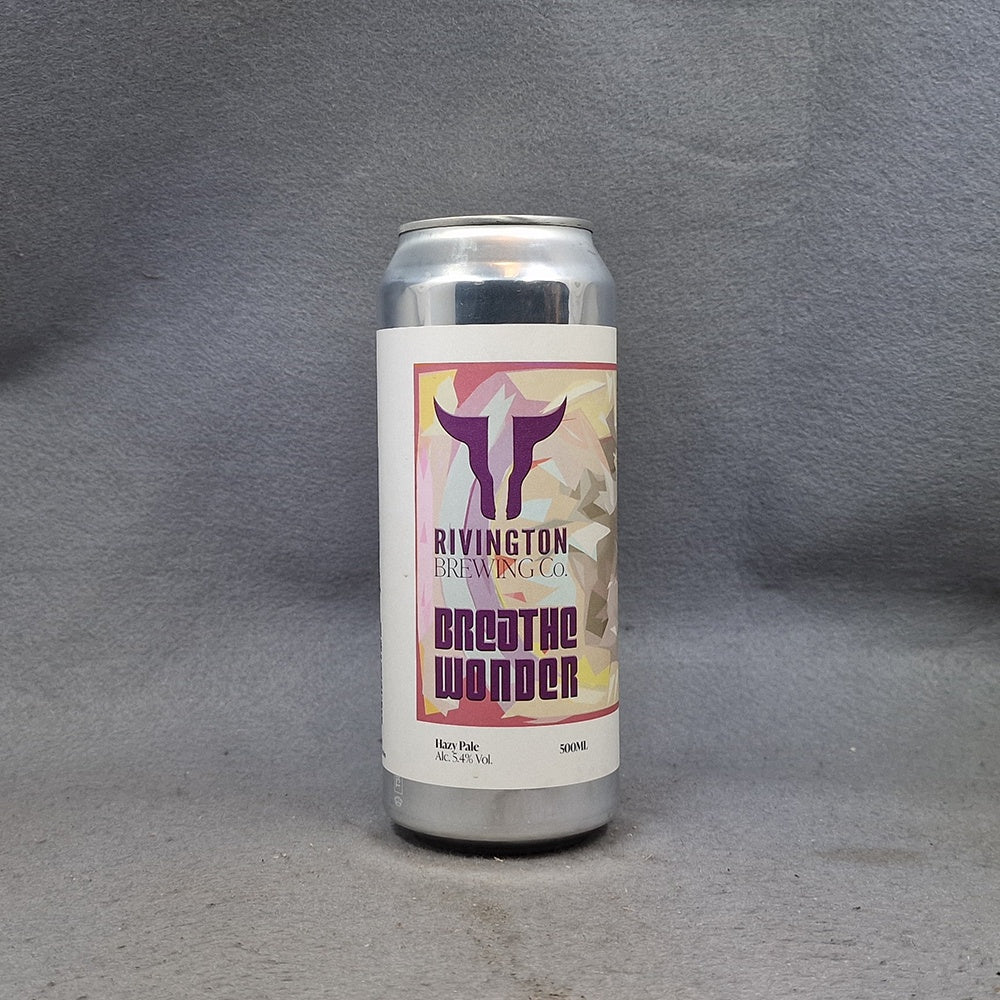 RIVINGTON
BREWING Co.
BREATHE
WONDER
Hazy Pale
500ML
Alc. 5.4% Vol.